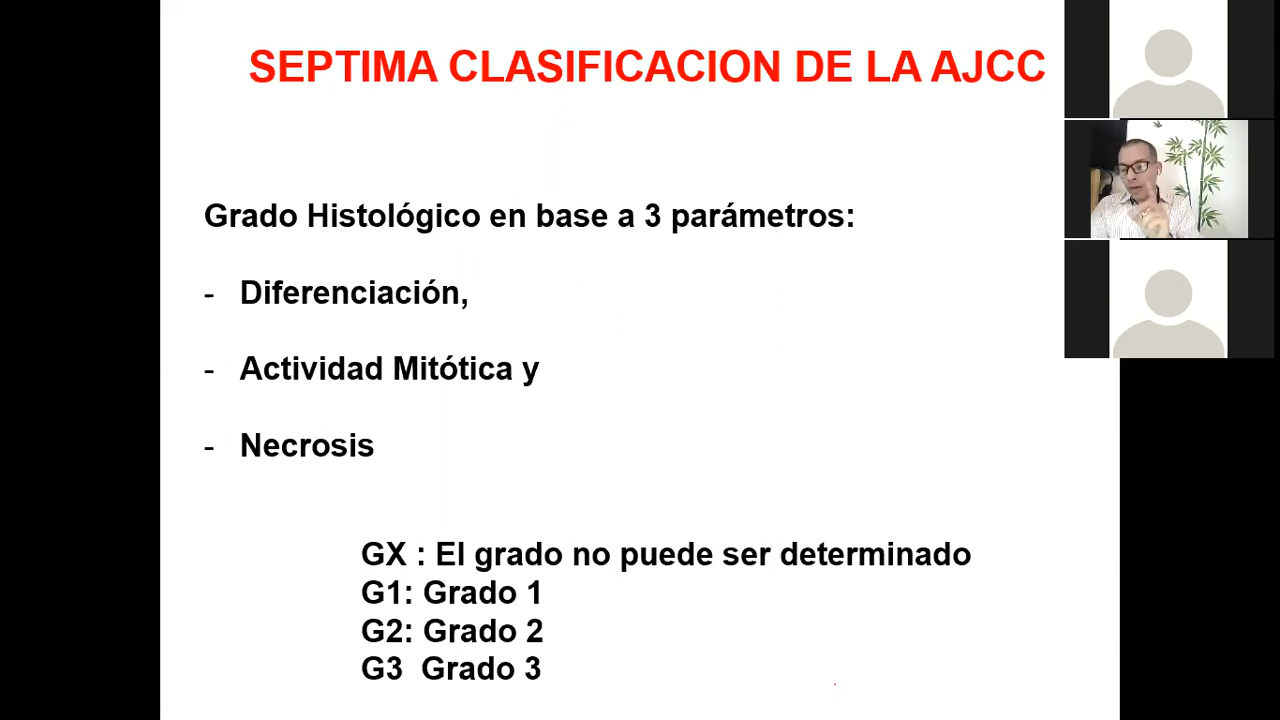 SEPTIMA CLASIFICACION DE LA AJCC
Grado Histológico en base a 3 parámetros:
- Diferenciación,
- Actividad Mitótica y
- Necrosis
GX : El grado no puede ser determinado
G1: Grado 1
G2: Grado 2
G3 Grado 3